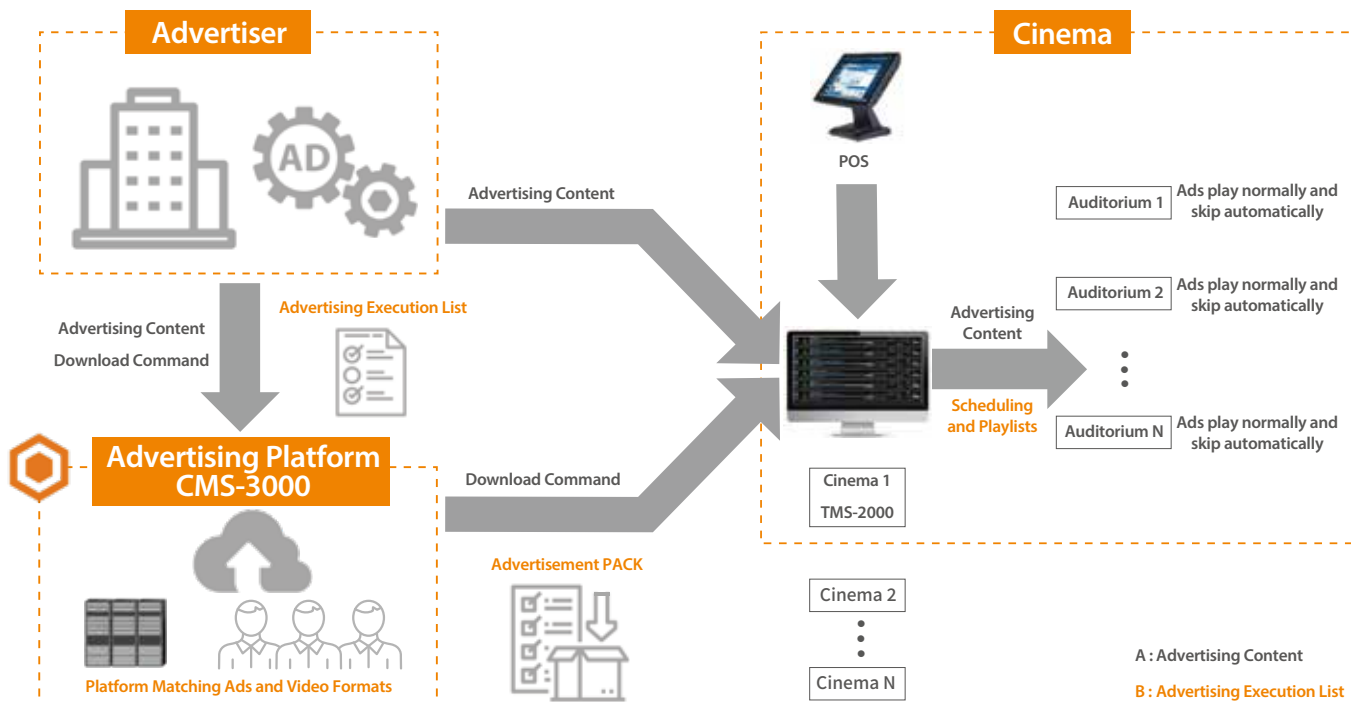 Advertiser
AD
Advertising Content
Advertising Content
Download Command
Advertising Execution List
Advertising Platform
CMS-3000
Platform Matching Ads and Video Formats
Download Command
Advertisement PACK
Cinema
POS
Advertising
Content
Scheduling
and Playlists
Auditorium 1
Ads play normally and
skip automatically
Auditorium 2
Ads play normally and
skip automatically
Auditorium N
Ads play normally and
skip automatically
Cinema 1
TMS-2000
Cinema 2
Cinema N
A : Advertising Content
B : Advertising Execution List